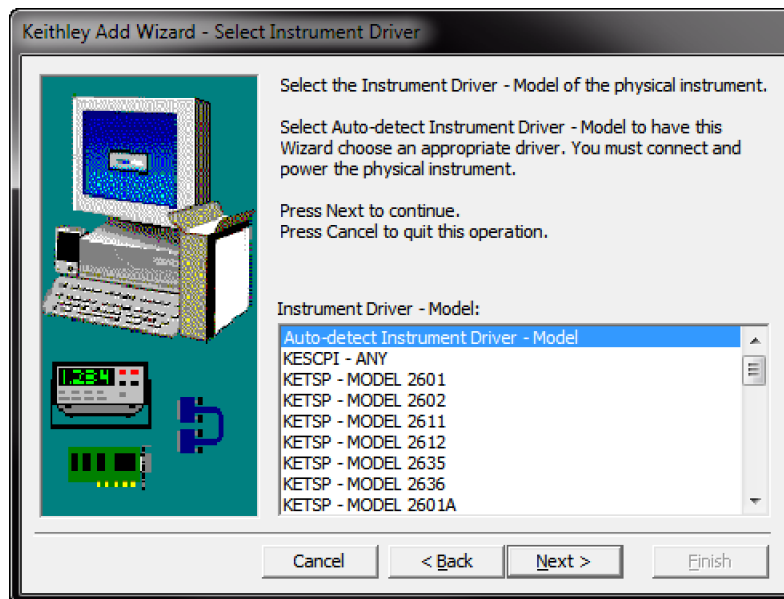 Keithley Add Wizard - Select Instrument Driver
Select the Instrument Driver - Model of the physical instrument.
Select Auto-detect Instrument Driver - Model to have this
Wizard choose an appropriate driver. You must connect and
power the physical instrument.
Press Next to continue.
Press Cancel to quit this operation.
Instrument Driver - Model:
Auto-detect Instrument Driver - Model
KESCPI - ANY
KETSP - MODEL 2601
KETSP - MODEL 2602
KETSP - MODEL 2611
KETSP - MODEL 2612
KETSP - MODEL 2635
KETSP - MODEL 2636
KETSP - MODEL 2601A
1.234
Cancel
< Back
Next >
Finish